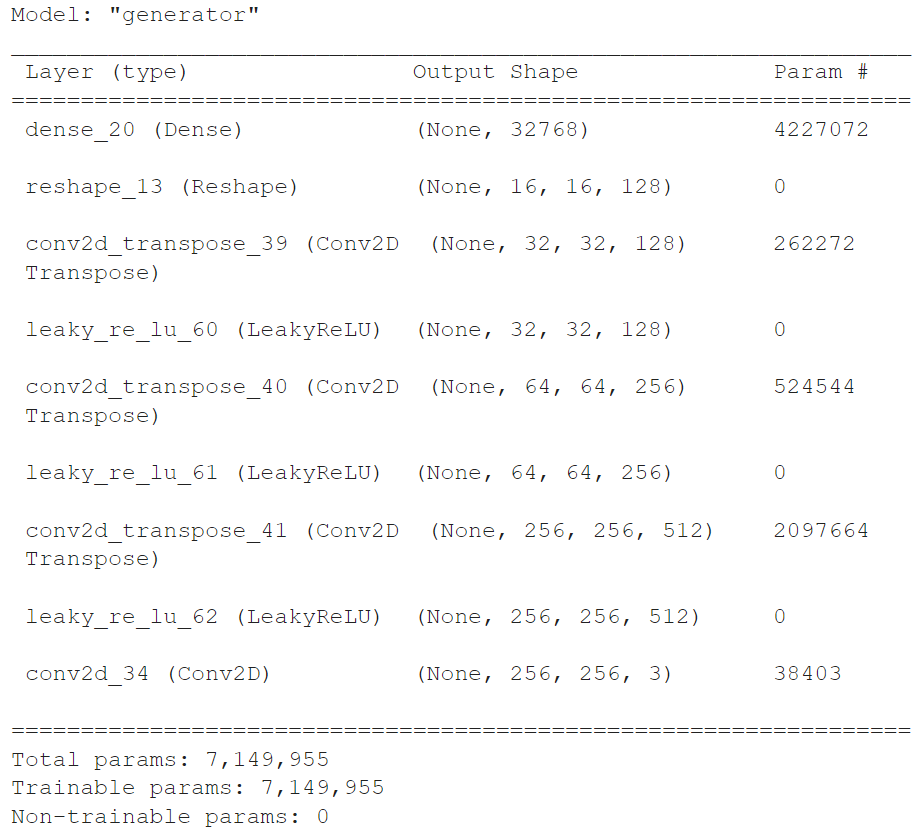 Model: "generator"
_________________________________________________________________
Layer (type) Output Shape Param #
=================================================================
dense_20 (Dense) (None, 32768) 4227072
reshape_13 (Reshape) (None, 16, 16, 128) 0
conv2d_transpose_39 (Conv2D (None, 32, 32, 128) 262272
Transpose)
leaky_re_lu_60 (LeakyReLU) (None, 32, 32, 128) 0
conv2d_transpose_40 (Conv2D (None, 64, 64, 256) 524544
Transpose)
leaky_re_lu_61 (LeakyReLU) (None, 64, 64, 256) 0
conv2d_transpose_41 (Conv2D (None, 256, 256, 512) 2097664
Transpose)
leaky_re_lu_62 (LeakyReLU) (None, 256, 256, 512) 0
conv2d_34 (Conv2D) (None, 256, 256, 3) 38403
=================================================================
Total params: 7,149,955
Trainable params: 7,149,955
Non-trainable params: 0